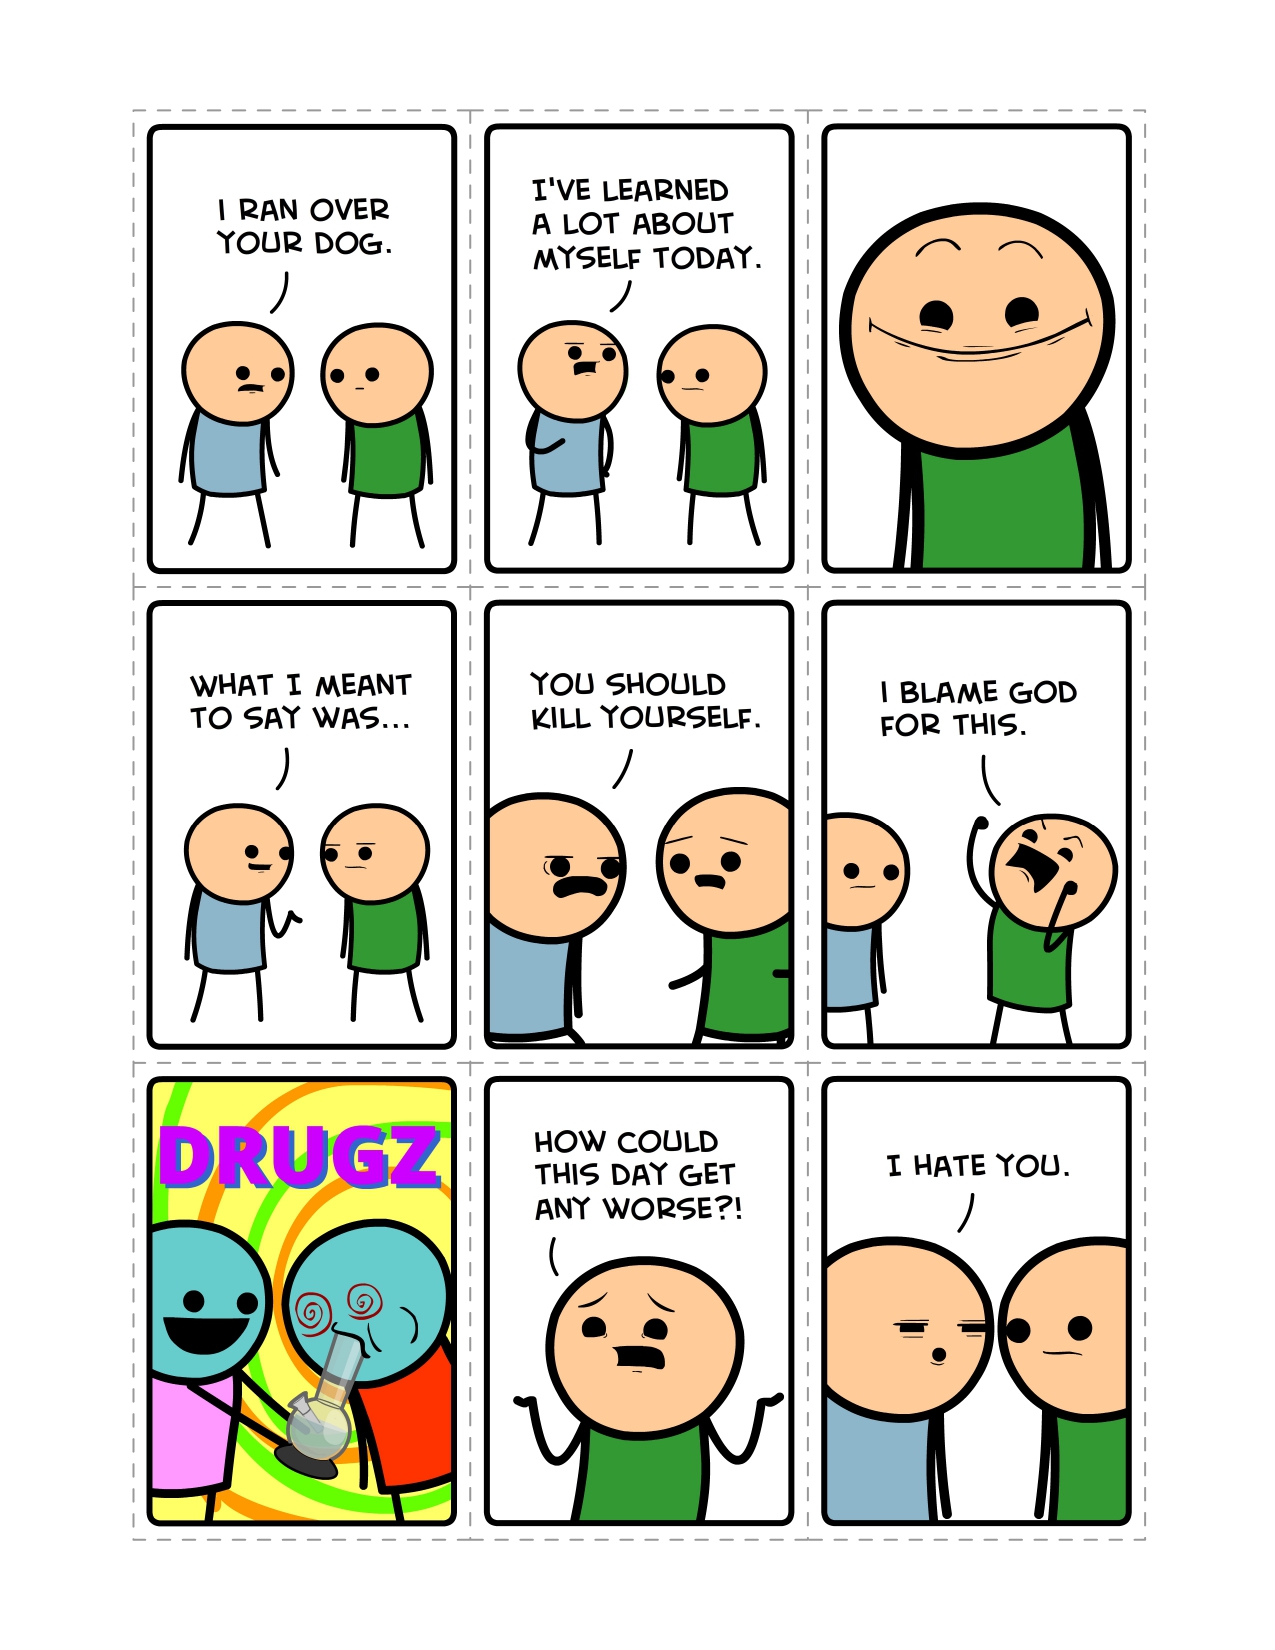 I RAN OVER
YOUR DOG.
I'VE LEARNED
A LOT ABOUT
MYSELF TODAY.
WHAT I MEANT
TO SAY WAS...
YOU SHOULD
KILL YOURSELF.
I BLAME GOD
FOR THIS.
DRUGZ
HOW COULD
THIS DAY GET
ANY WORSE?!
I HATE YOU.